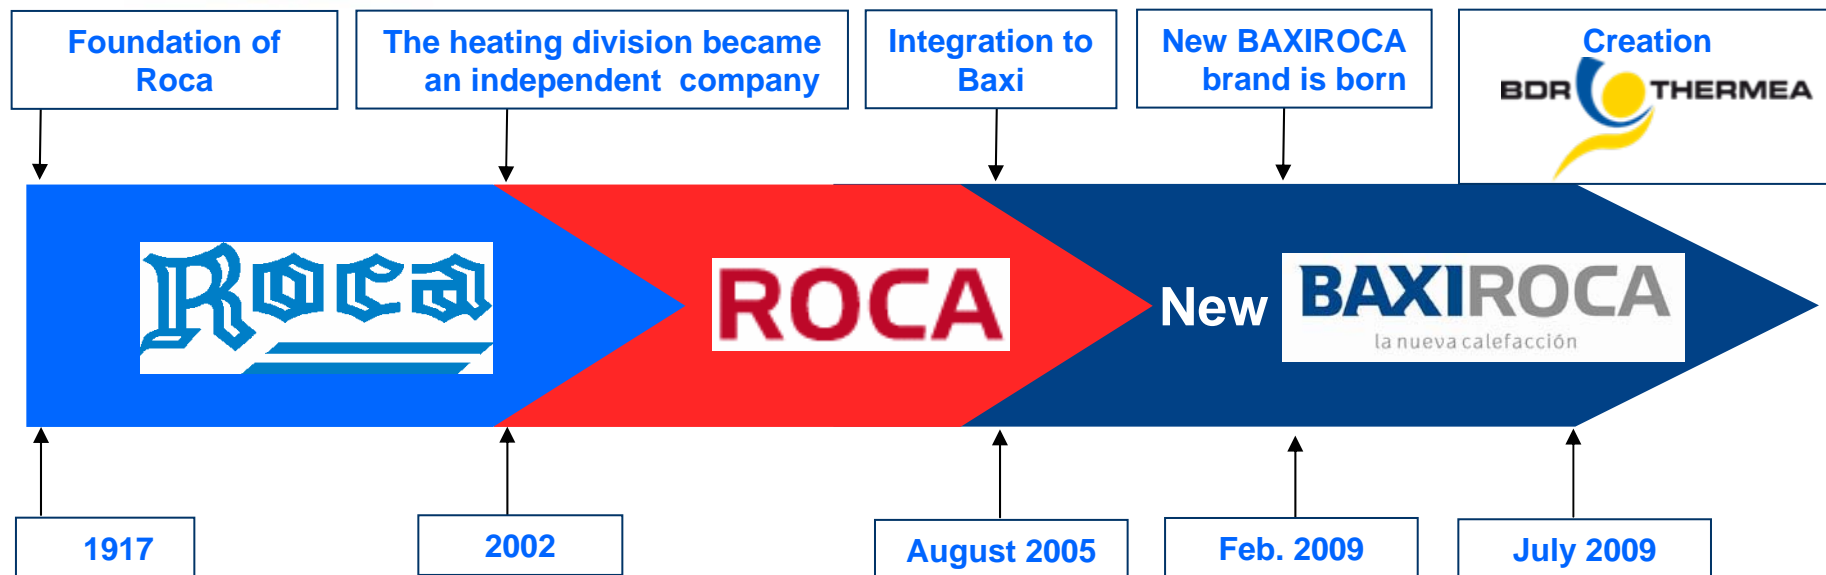 Foundation of
Roca
The heating division became
an independent company
Integration to
Baxi
New BAXIROCA
brand is born
Creation
BDR THERMEA
Roca
ROCA
New
BAXIROCA
la nueva calefacción
1917
2002
August 2005
Feb. 2009
July 2009